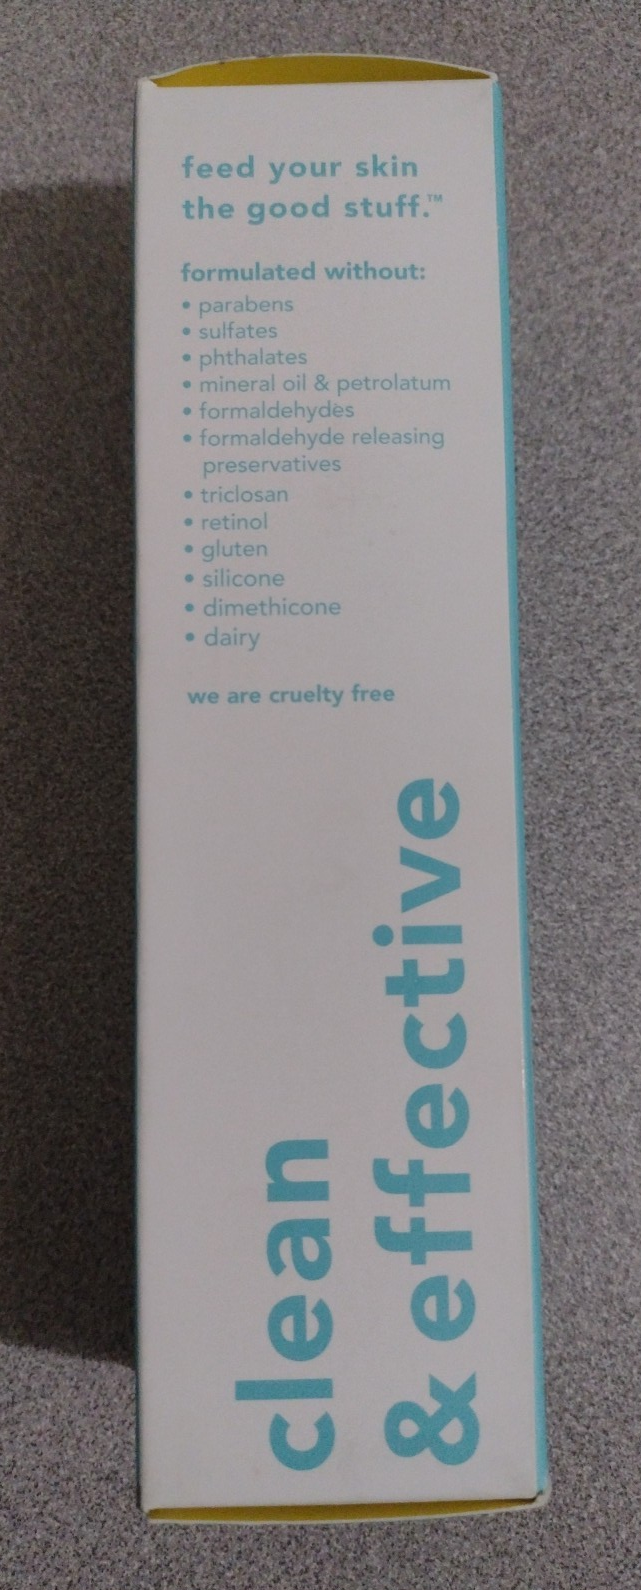 feed your skin
the good stuff.™
formulated without:
• parabens
• sulfates
• phthalates
• mineral oil & petrolatum
• formaldehydes
• formaldehyde releasing
preservatives
• triclosan
• retinol
• gluten
• silicone
• dimethicone
• dairy
we are cruelty free
clean
& effective